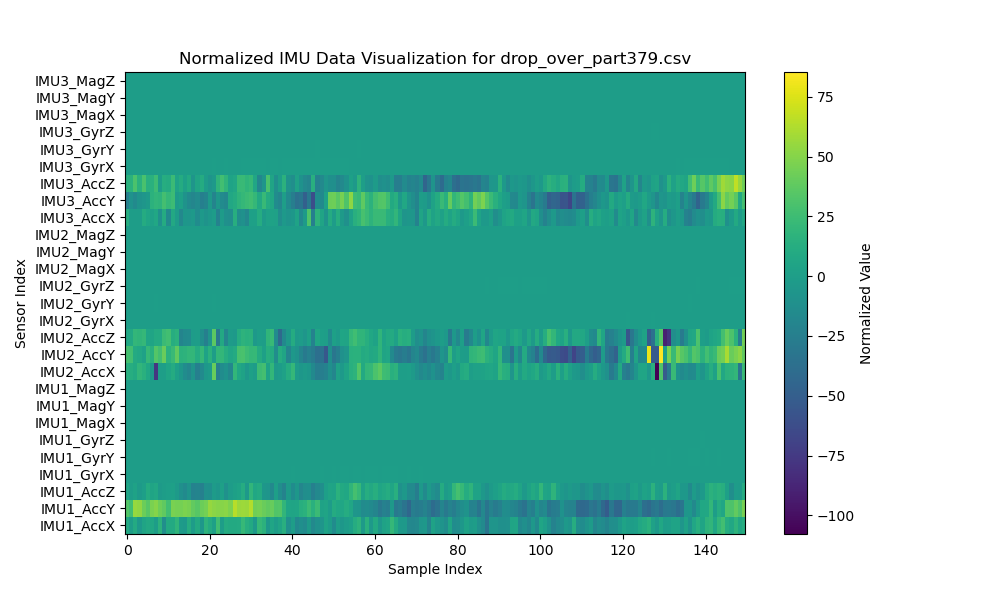 Normalized IMU Data Visualization for drop_over_part379.csv
IMU3_MagZ
IMU3_MagY
IMU3_MagX
IMU3_GyrZ
IMU3_GyrY
IMU3_GyrX
IMU3_AccZ
IMU3_AccY
IMU3_AccX
IMU2_MagZ
IMU2_MagY
IMU2_MagX
IMU2_GyrZ
IMU2_GyrY
IMU2_GyrX
IMU2_AccZ
IMU2_AccY
IMU2_AccX
IMU1_MagZ
IMU1_MagY
IMU1_MagX
IMU1_GyrZ
IMU1_GyrY
IMU1_GyrX
IMU1_AccZ
IMU1_AccY
IMU1_AccX
Sensor Index
0 20 40 60 80 100 120 140
Sample Index
75
50
25
0
−25
−50
−75
−100
Normalized Value